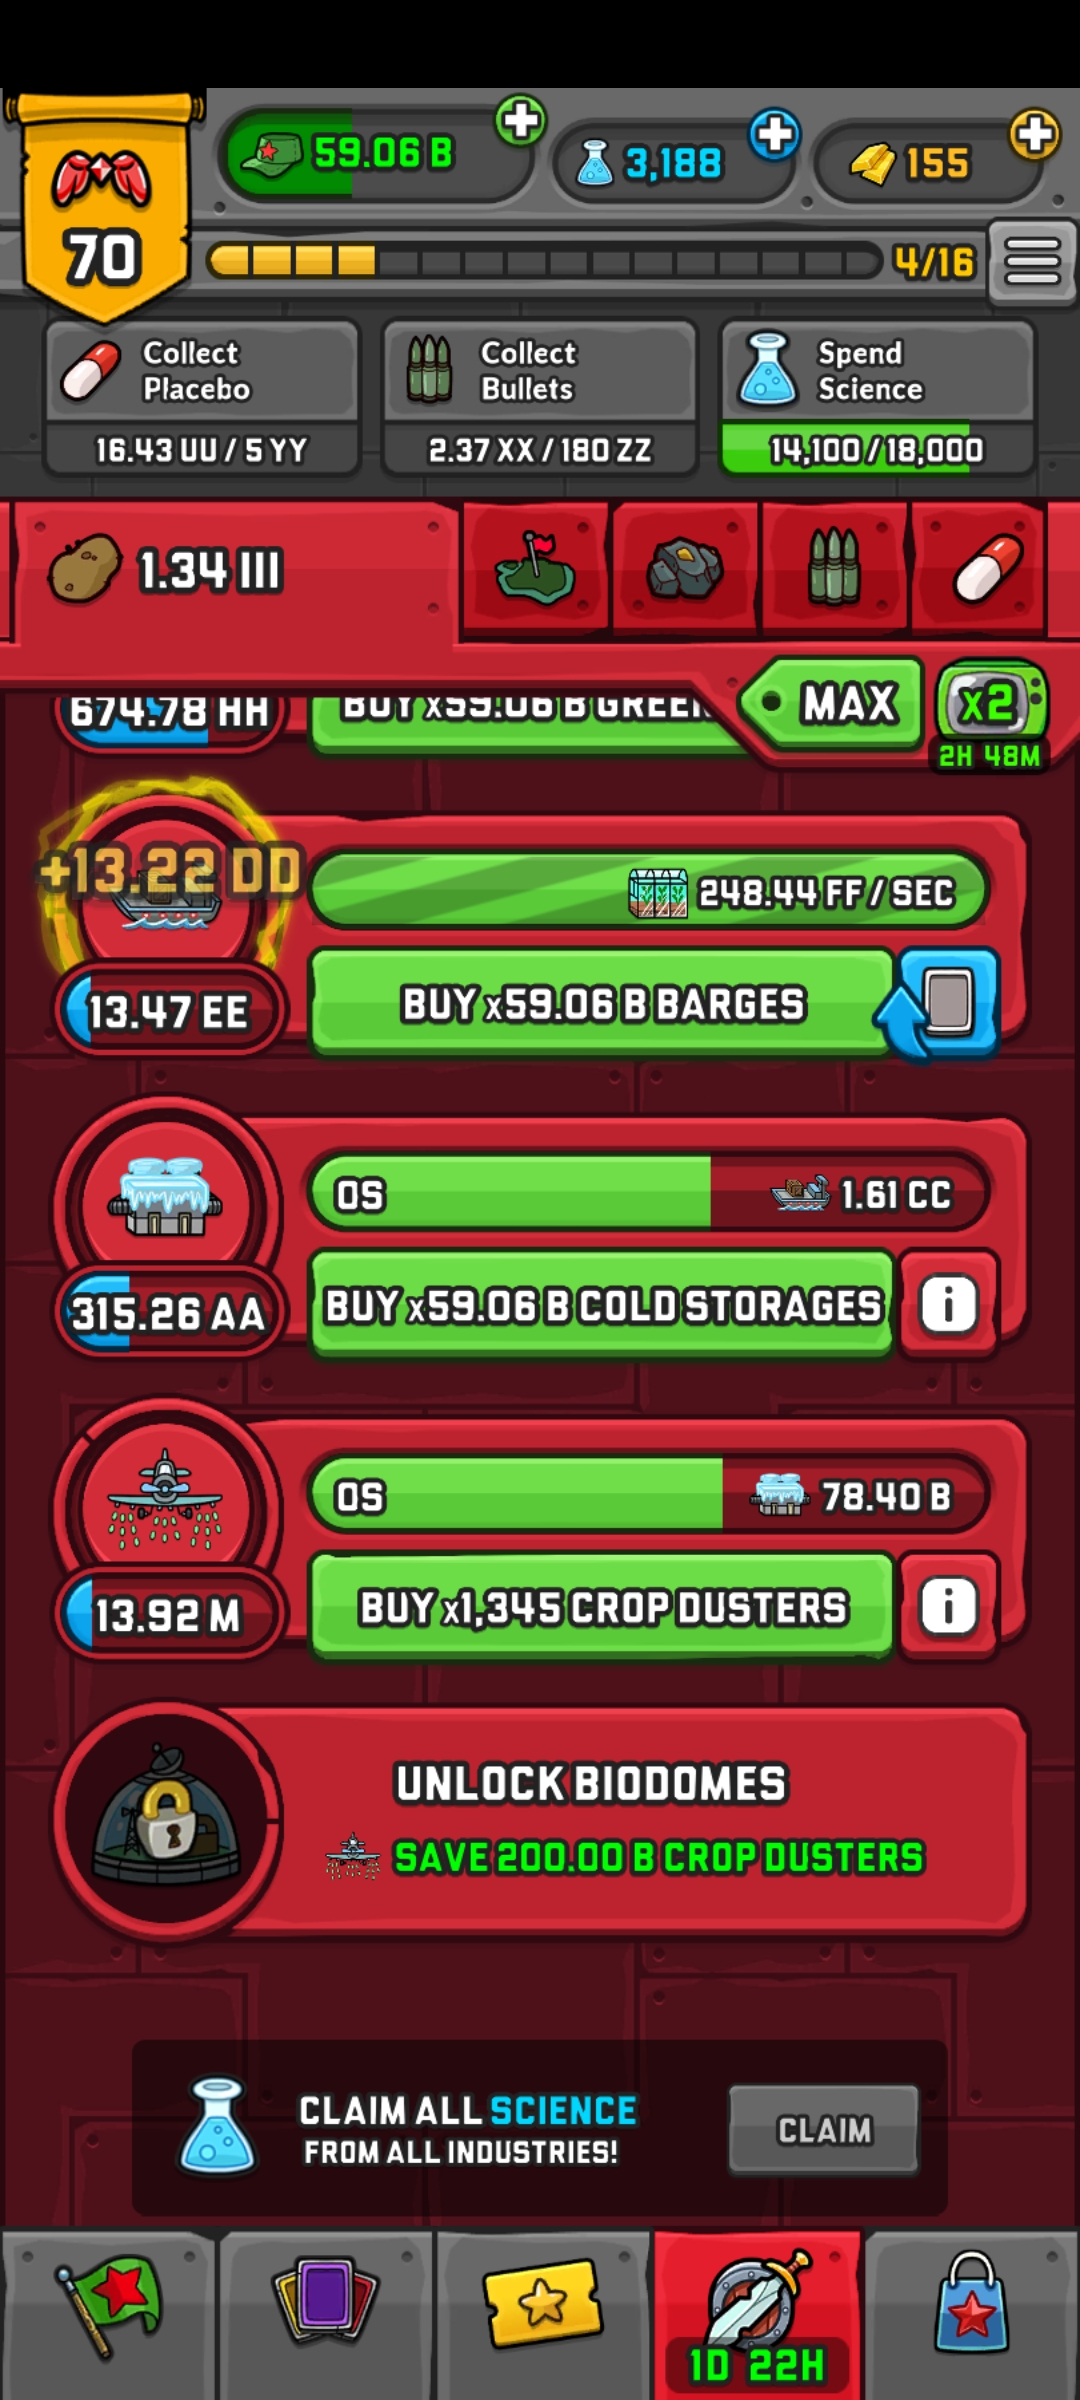 59.06 B
3,188
155
70
4/16
Collect
Placebo
16.43 UU / 5 YY
Collect
Bullets
2.37 XX / 180 ZZ
Spend
Science
14,100 / 18,000
1.34 III
MAX
x2
2H 48M
674.78 HH
BUY x59.06 B
+13.22 DD
248.44 FF / SEC
13.47 EE
BUY x59.06 B BARGES
0S
1.61 CC
315.26 AA
BUY x59.06 B COLD STORAGES
i
0S
78.40 B
13.92 M
BUY x1,345 CROP DUSTERS
i
UNLOCK BIODOMES
SAVE 200.00 B CROP DUSTERS
CLAIM ALL SCIENCE
FROM ALL INDUSTRIES!
CLAIM
1D 22H